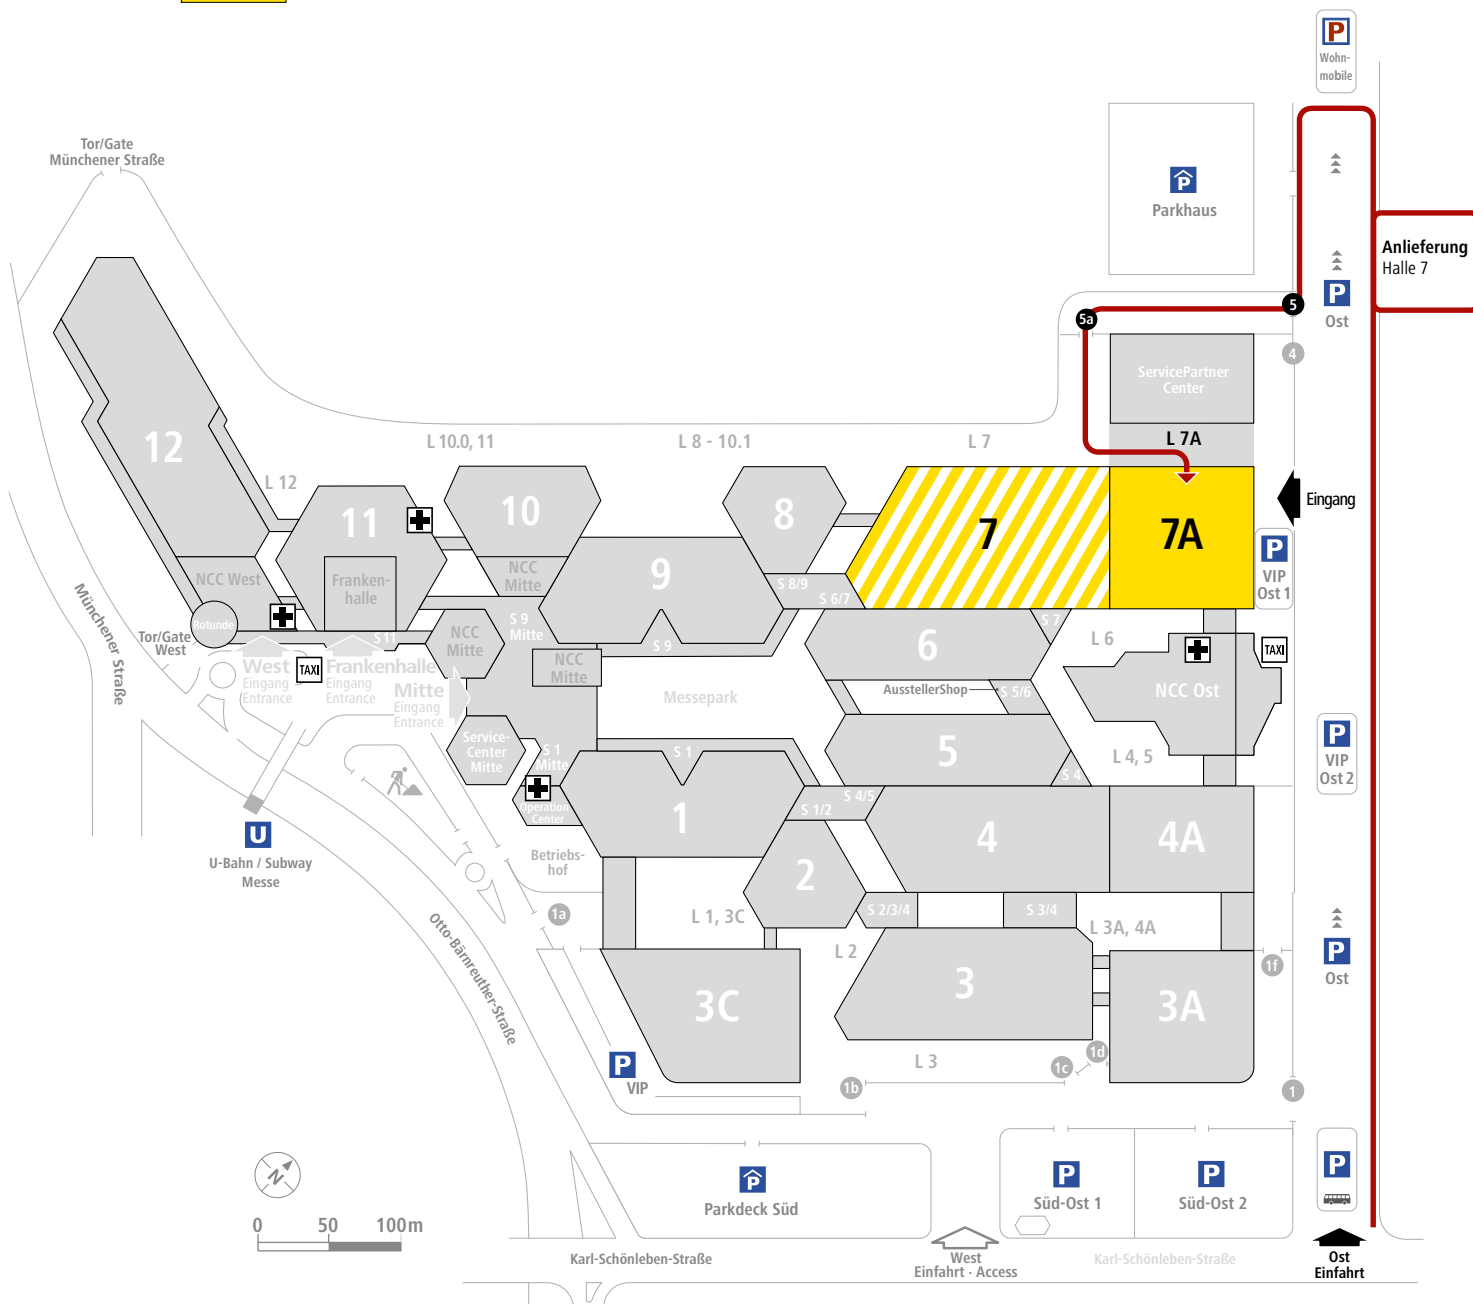 P
Wohn-
mobile
Tor/Gate
Münchener Straße
P
Parkhaus
Anlieferung
Halle 7
P
Ost
5
5a
4
ServicePartner
Center
12
L 10.0, 11
L 8 - 10.1
L 7
L 7A
L 12
11
10
8
7
7A
Eingang
NCC West
Franken-
halle
NCC
Mitte
9
S 8/9
S 6/7
P
VIP
Ost 1
Rotunde
S 11
NCC
Mitte
S 9
Mitte
S 9
6
S 7
L 6
TAXI
Münchener Straße
Tor/Gate
West
West
Eingang
Entrance
TAXI
Frankenhalle
Eingang
Entrance
Mitte
Eingang
Entrance
NCC
Mitte
Messepark
AusstellerShop
S 5/6
NCC Ost
Service-
Center
Mitte
S 1
Mitte
S 1
5
S 4
L 4, 5
P
VIP
Ost 2
Operation
Center
1
S 1/2
S 4/5
4
4A
U
U-Bahn / Subway
Messe
Betriebs-
hof
2
1a
L 1, 3C
S 2/3/4
S 3/4
L 3A, 4A
Otto-Bärnreuther-Straße
L 2
P
Ost
1f
3C
3
3A
P
VIP
L 3
1b
1c
1d
1
N
0 50 100m
P
Parkdeck Süd
P
Süd-Ost 1
P
Süd-Ost 2
P
Karl-Schönleben-Straße
West
Einfahrt · Access
Karl-Schönleben-Straße
Ost
Einfahrt